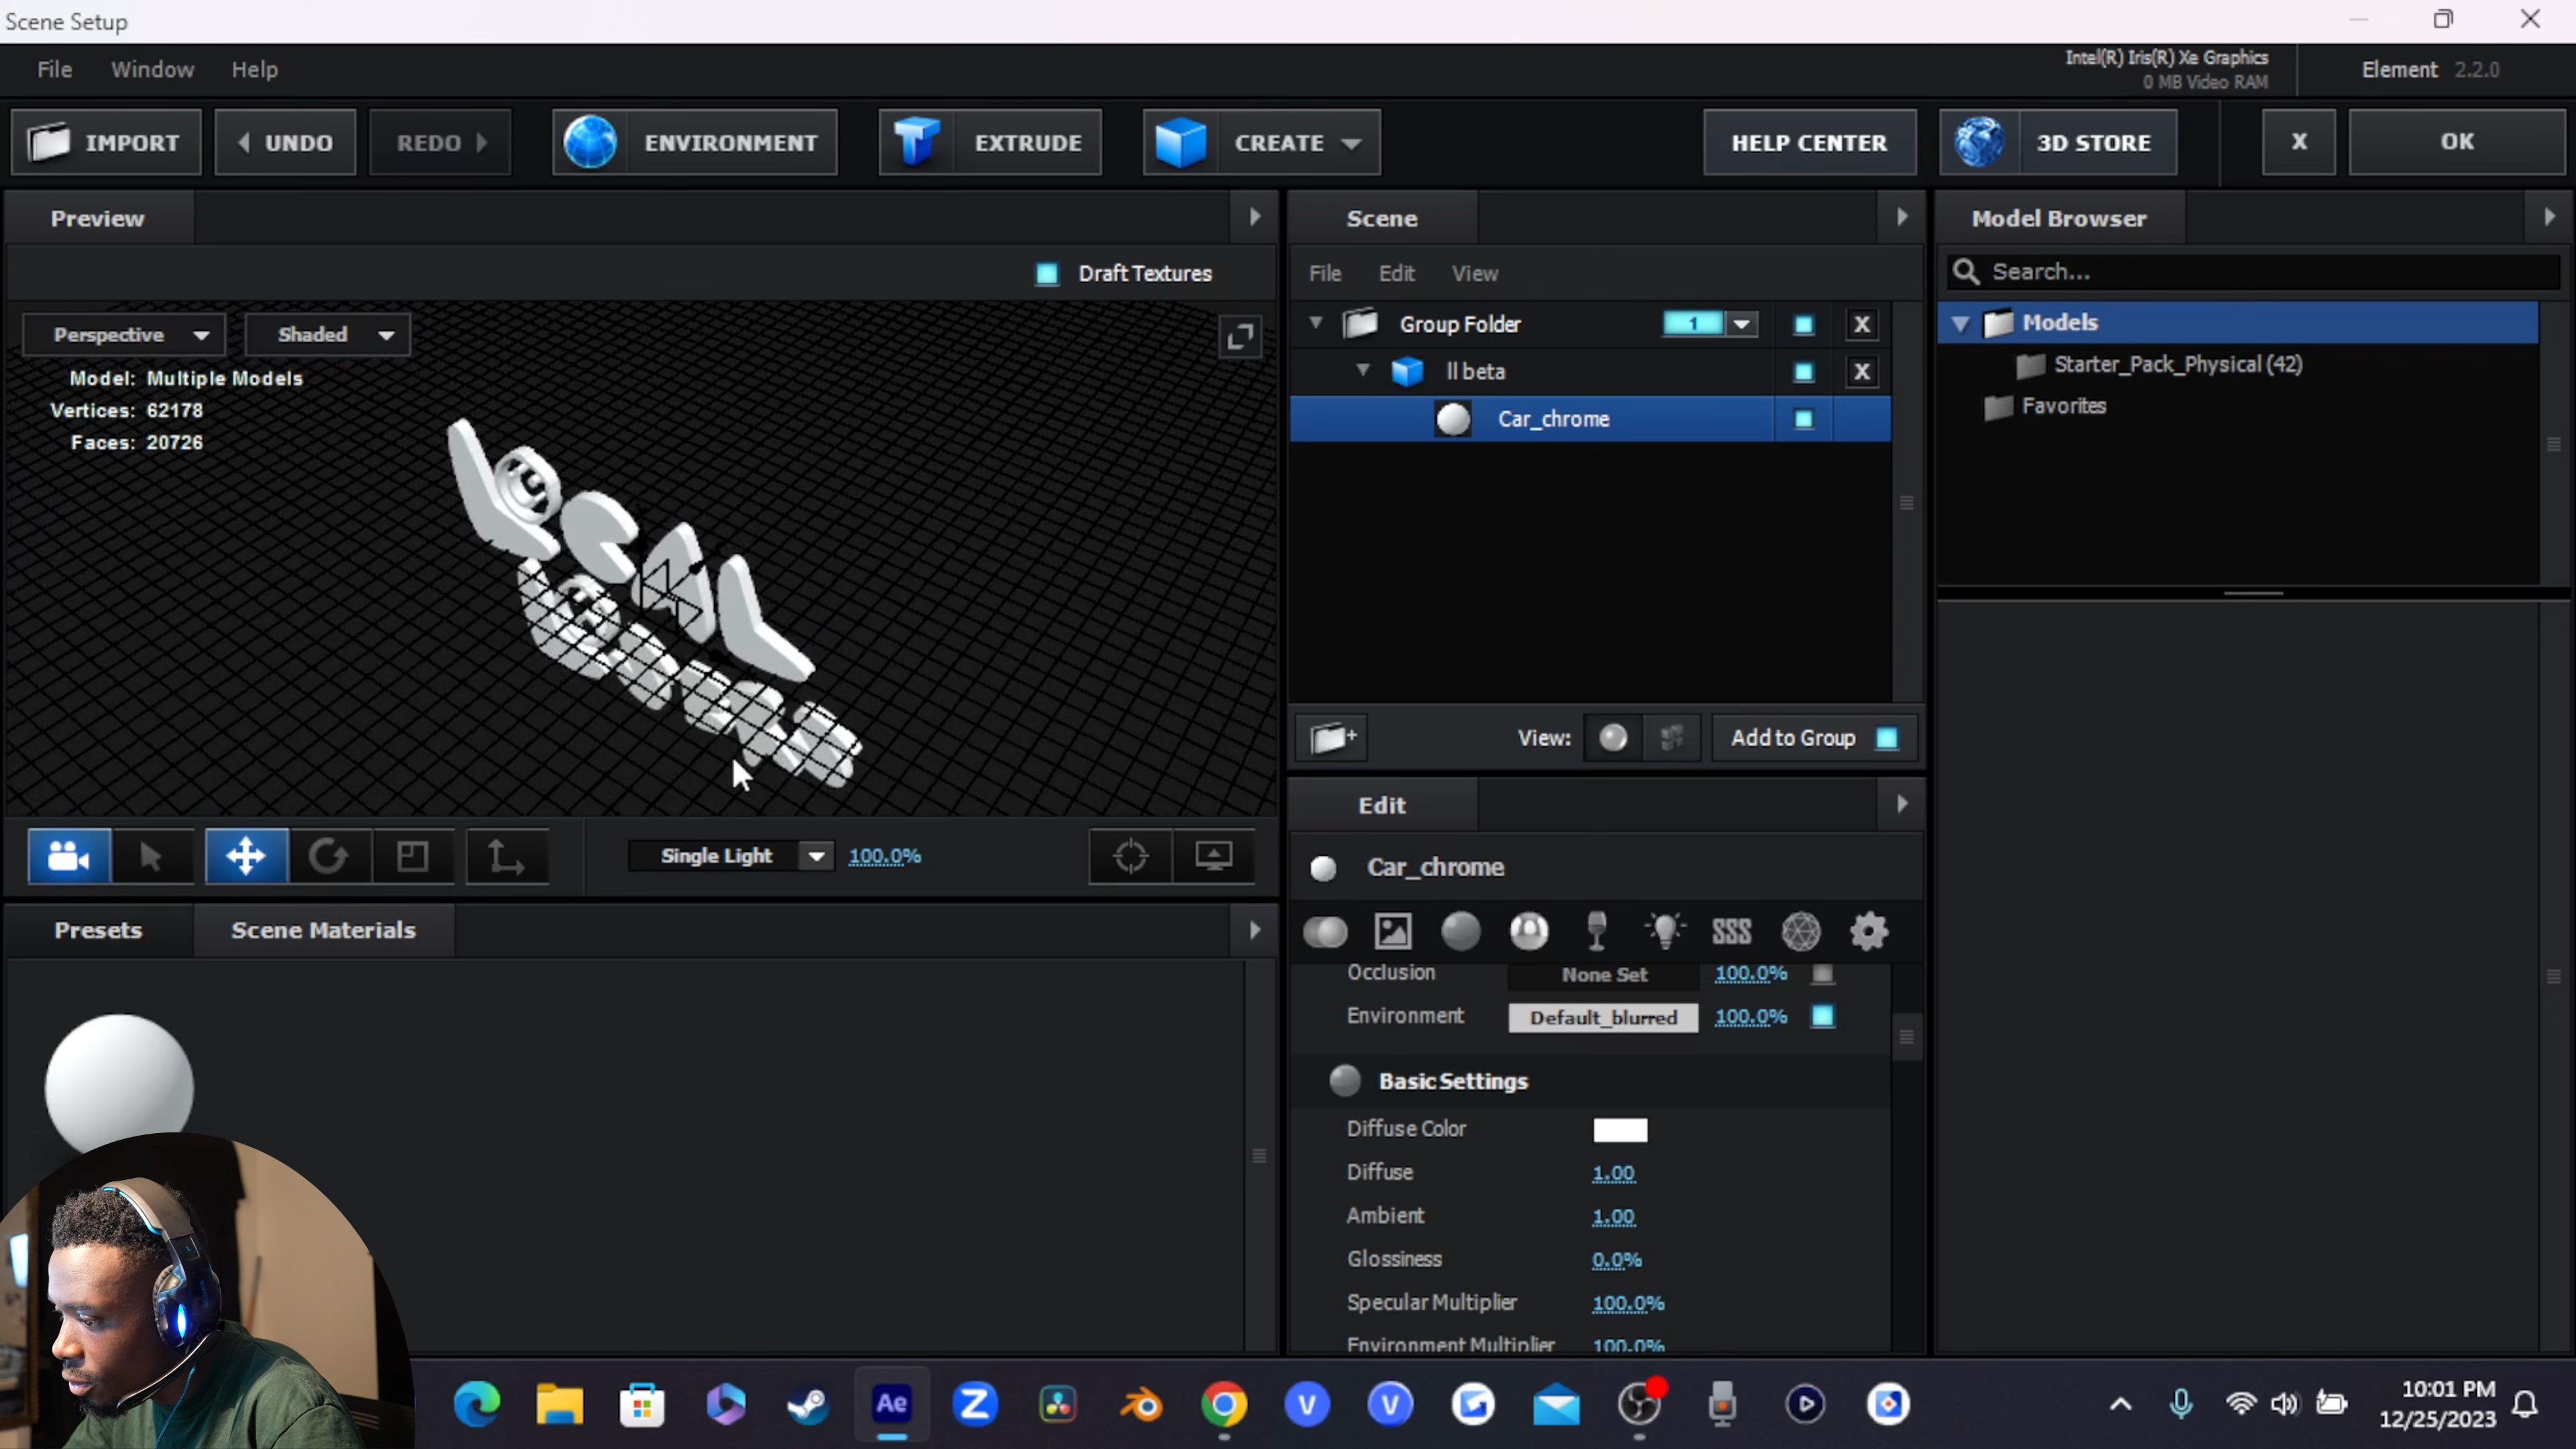 Scene Setup
File Window Help
Intel(R) Iris(R) Xe Graphics
0 MB Video RAM
Element 2.2.0
IMPORT UNDO REDO ENVIRONMENT EXTRUDE CREATE HELP CENTER 3D STORE X OK
Preview
Draft Textures
Perspective Shaded
Model: Multiple Models
Vertices: 62178
Faces: 20726
LOCAL
Single Light 100.0%
Presets Scene Materials
Scene
File Edit View
Group Folder 1 X
ll beta X
Car_chrome
View: Add to Group
Edit
Car_chrome
SSS
Occlusion None Set 100.0%
Environment Default_blurred 100.0%
Basic Settings
Diffuse Color
Diffuse 1.00
Ambient 1.00
Glossiness 0.0%
Specular Multiplier 100.0%
Environment Multiplier 100.0%
Model Browser
Search...
Models
Starter_Pack_Physical (42)
Favorites
Ae Z V V
10:01 PM
12/25/2023